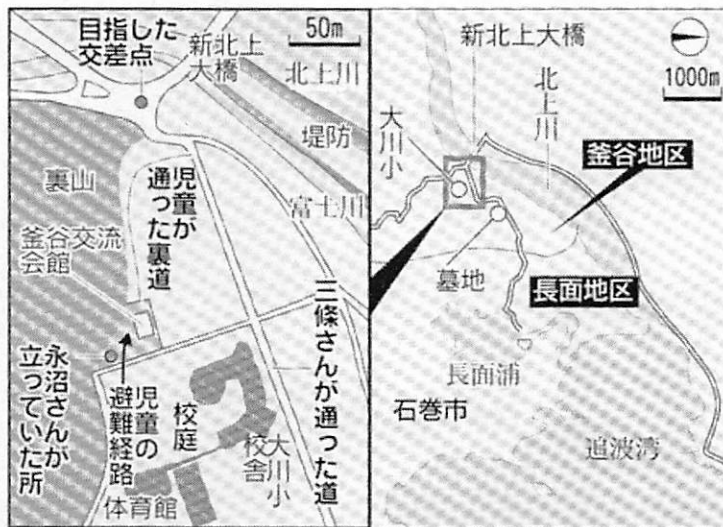 目指した
交差点
50m
新北上
大橋
北上川
堤防
富士川
裏山
児童が
通った裏道
釜谷交流
会館
三條さんが通った道
永沼さんが
立っていた所
児童の
避難経路
校庭
大川小
校舎
体育館
新北上大橋
1000m
北上川
大川小
釜谷地区
墓地
長面地区
長面浦
石巻市
追波湾